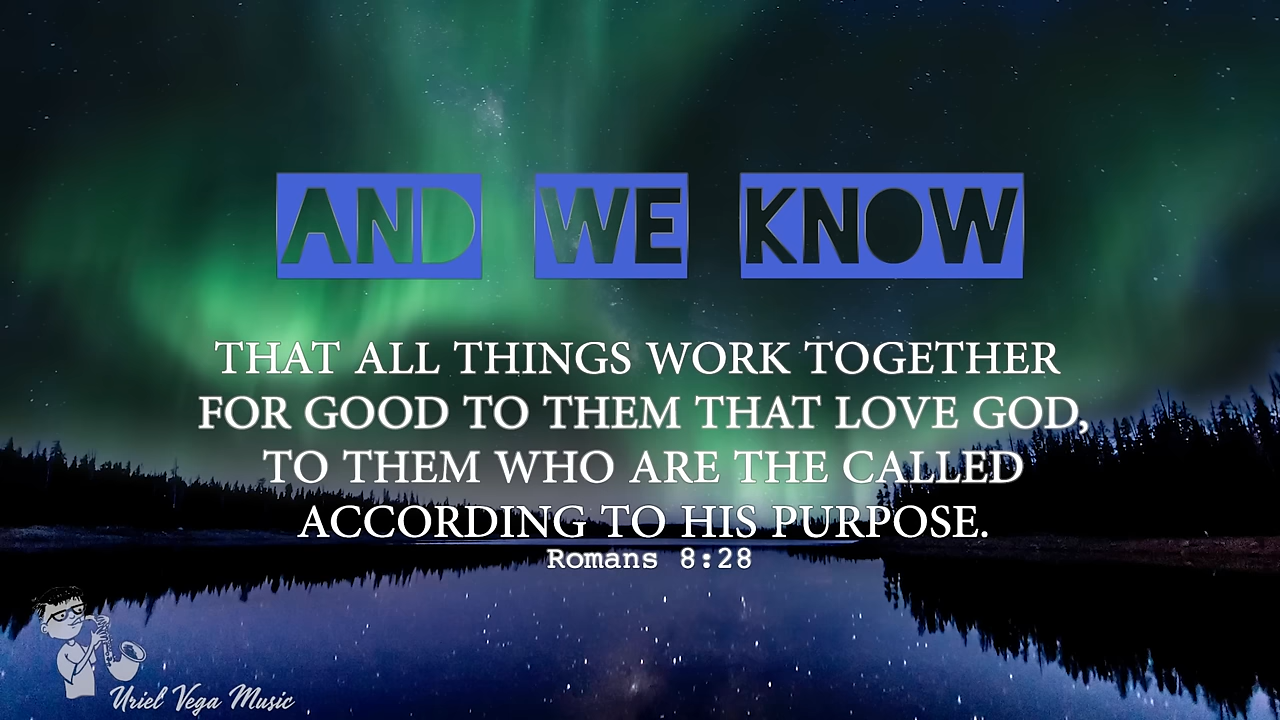 AND WE KNOW
THAT ALL THINGS WORK TOGETHER
FOR GOOD TO THEM THAT LOVE GOD,
TO THEM WHO ARE THE CALLED
ACCORDING TO HIS PURPOSE.
Romans 8:28
Uriel Vega Music